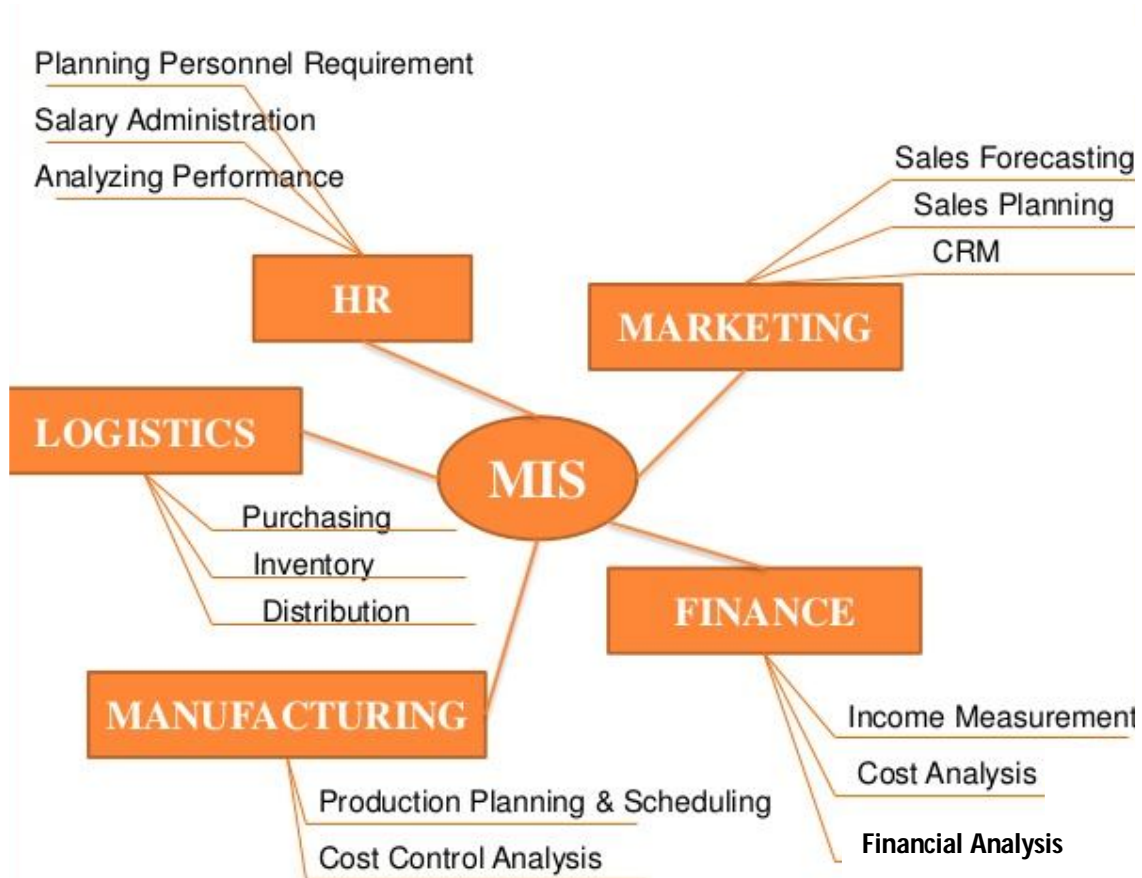 Planning Personnel Requirement
Salary Administration
Analyzing Performance
HR
Sales Forecasting
Sales Planning
CRM
MARKETING
LOGISTICS
Purchasing
Inventory
Distribution
MIS
FINANCE
Income Measurement
Cost Analysis
Financial Analysis
MANUFACTURING
Production Planning & Scheduling
Cost Control Analysis